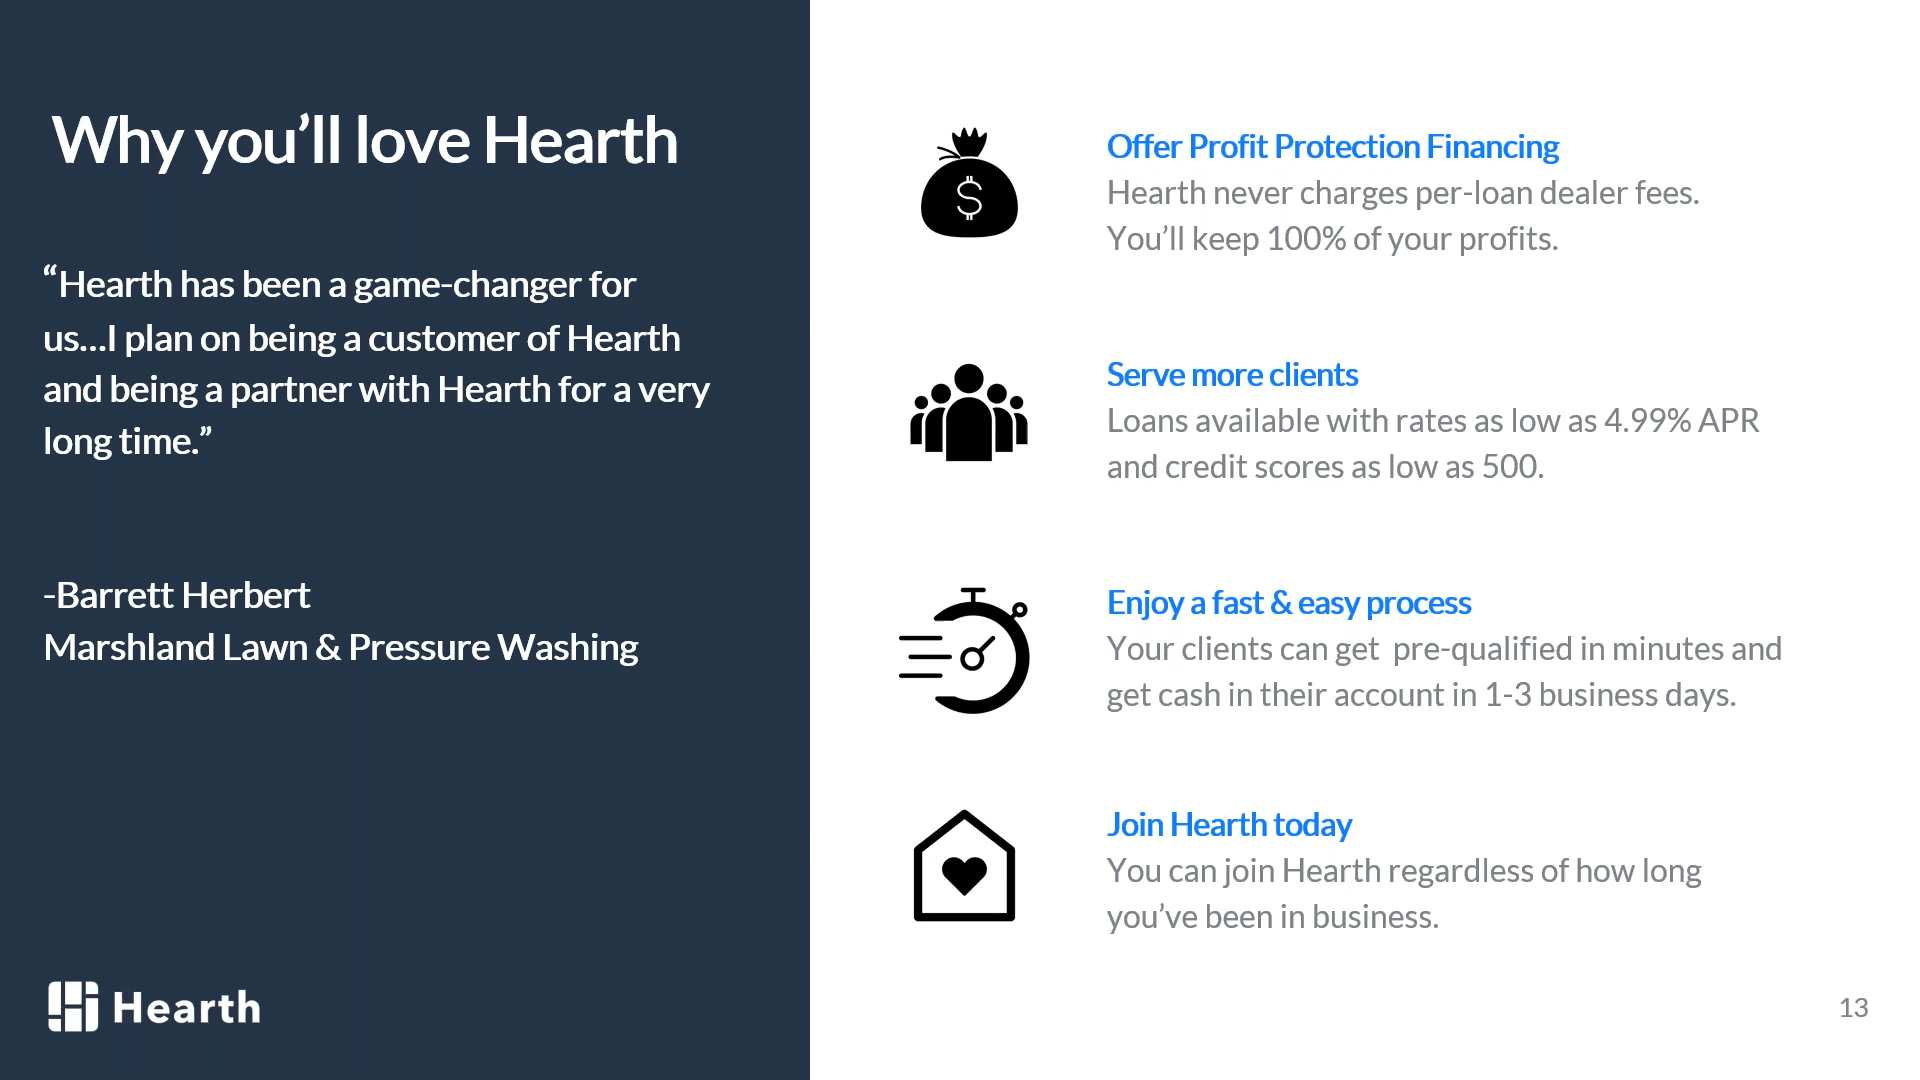 Why you’ll love Hearth
“Hearth has been a game-changer for
us...I plan on being a customer of Hearth
and being a partner with Hearth for a very
long time.”
-Barrett Herbert
Marshland Lawn & Pressure Washing
Hearth
$
Offer Profit Protection Financing
Hearth never charges per-loan dealer fees.
You’ll keep 100% of your profits.
Serve more clients
Loans available with rates as low as 4.99% APR
and credit scores as low as 500.
Enjoy a fast & easy process
Your clients can get  pre-qualified in minutes and
get cash in their account in 1-3 business days.
Join Hearth today
You can join Hearth regardless of how long
you’ve been in business.
13